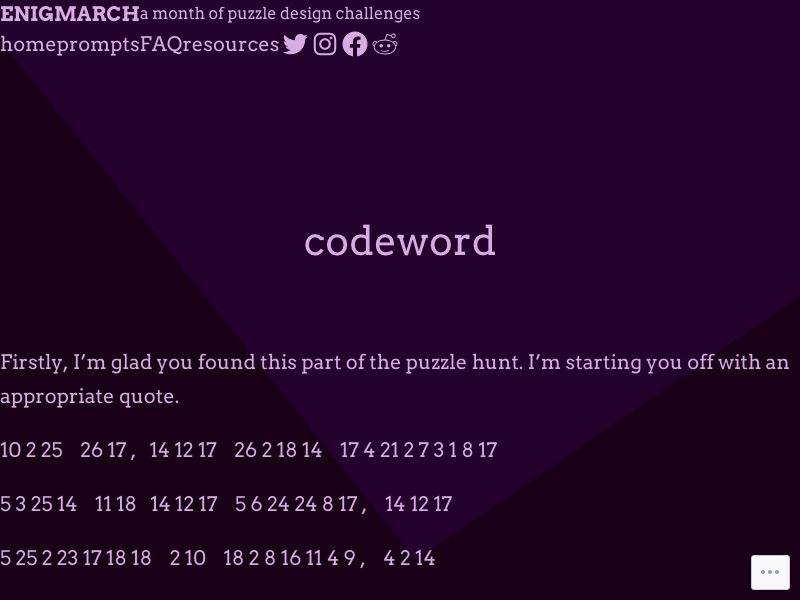 ENIGMARCH a month of puzzle design challenges
home prompts FAQ resources
codeword
Firstly, I’m glad you found this part of the puzzle hunt. I’m starting you off with an
appropriate quote.
10 2 25 26 17 , 14 12 17 26 2 18 14 17 4 21 2 7 3 1 8 17
5 3 25 14 11 18 14 12 17 5 6 24 24 8 17 , 14 12 17
5 25 2 23 17 18 18 2 10 18 2 8 16 11 4 9 , 4 2 14